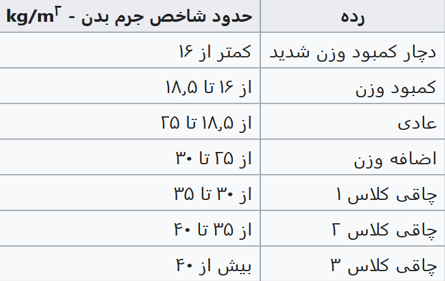 رده حدود شاخص جرم بدن - kg/m۲
دچار کمبود وزن شدید کمتر از ۱۶
کمبود وزن از ۱۶ تا ۱۸٫۵
عادی از ۱۸٫۵ تا ۲۵
اضافه وزن از ۲۵ تا ۳۰
چاقی کلاس ۱ از ۳۰ تا ۳۵
چاقی کلاس ۲ از ۳۵ تا ۴۰
چاقی کلاس ۳ بیش از ۴۰